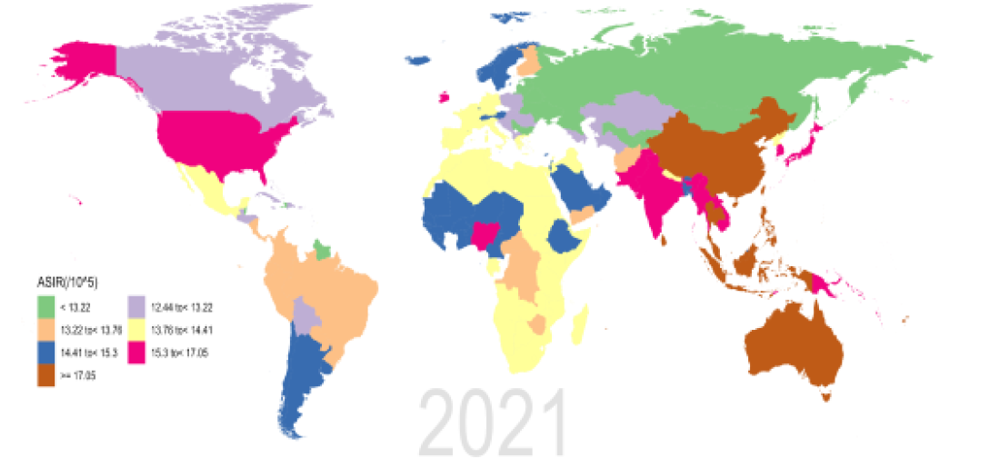 ASIR(/10^5)
< 13.22 12.44 to< 13.22
13.22 to< 13.76 13.76 to< 14.41
14.41 to< 15.3 15.3 to< 17.05
>= 17.05
2021